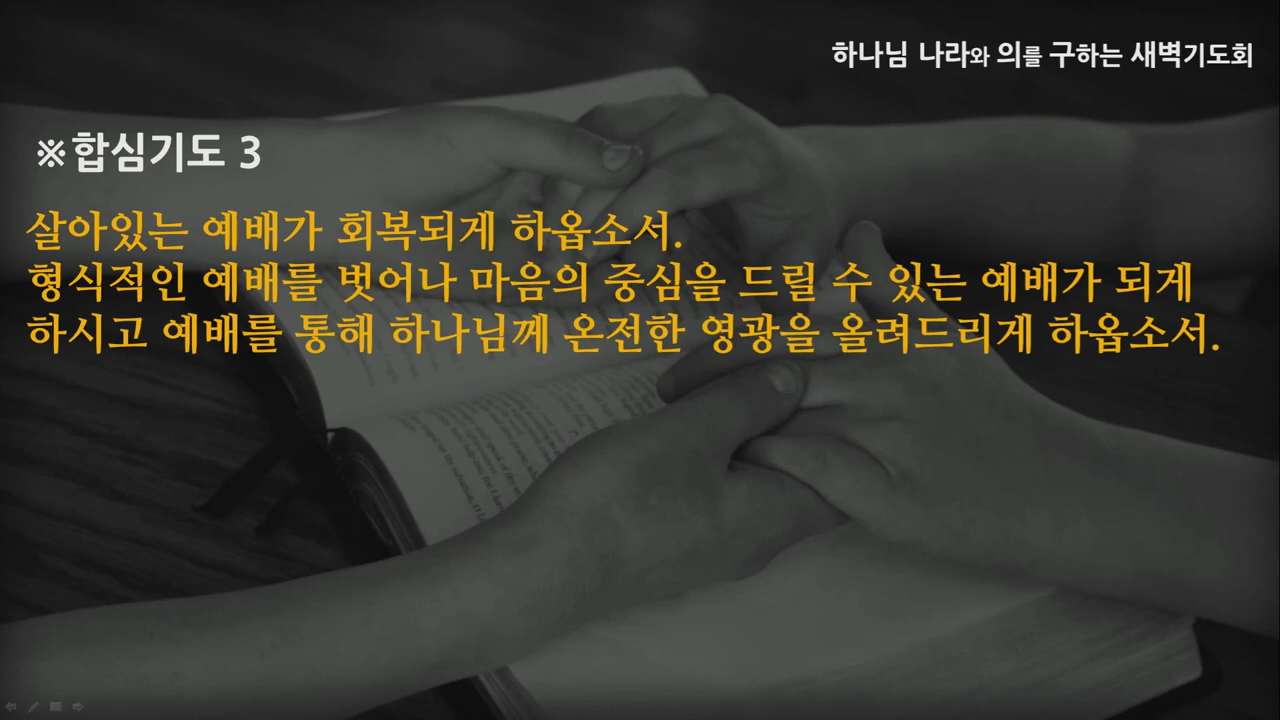 하나님 나라와 의를 구하는 새벽기도회
※합심기도 3
살아있는 예배가 회복되게 하옵소서.
형식적인 예배를 벗어나 마음의 중심을 드릴 수 있는 예배가 되게
하시고 예배를 통해 하나님께 온전한 영광을 올려드리게 하옵소서.